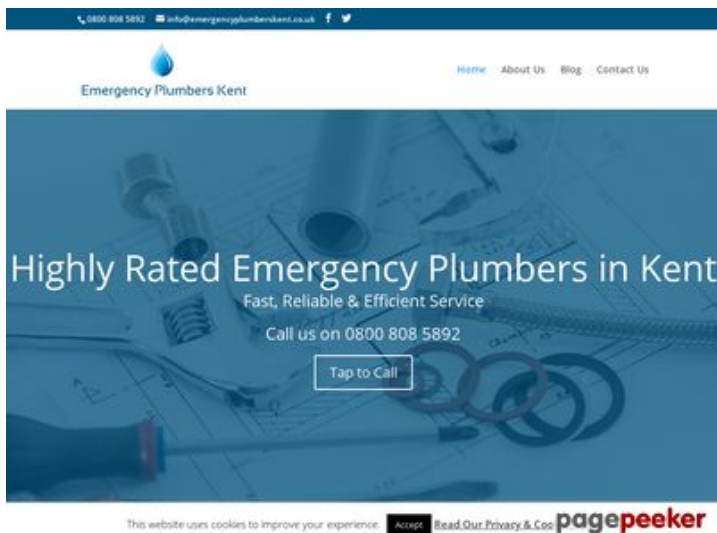 0800 808 5892 info@emergencyplumberskent.co.uk
Emergency Plumbers Kent
Home About Us Blog Contact Us
Highly Rated Emergency Plumbers in Kent
Fast, Reliable & Efficient Service
Call us on 0800 808 5892
Tap to Call
This website uses cookies to improve your experience. Accept Read Our Privacy & Coo
pagepeeker